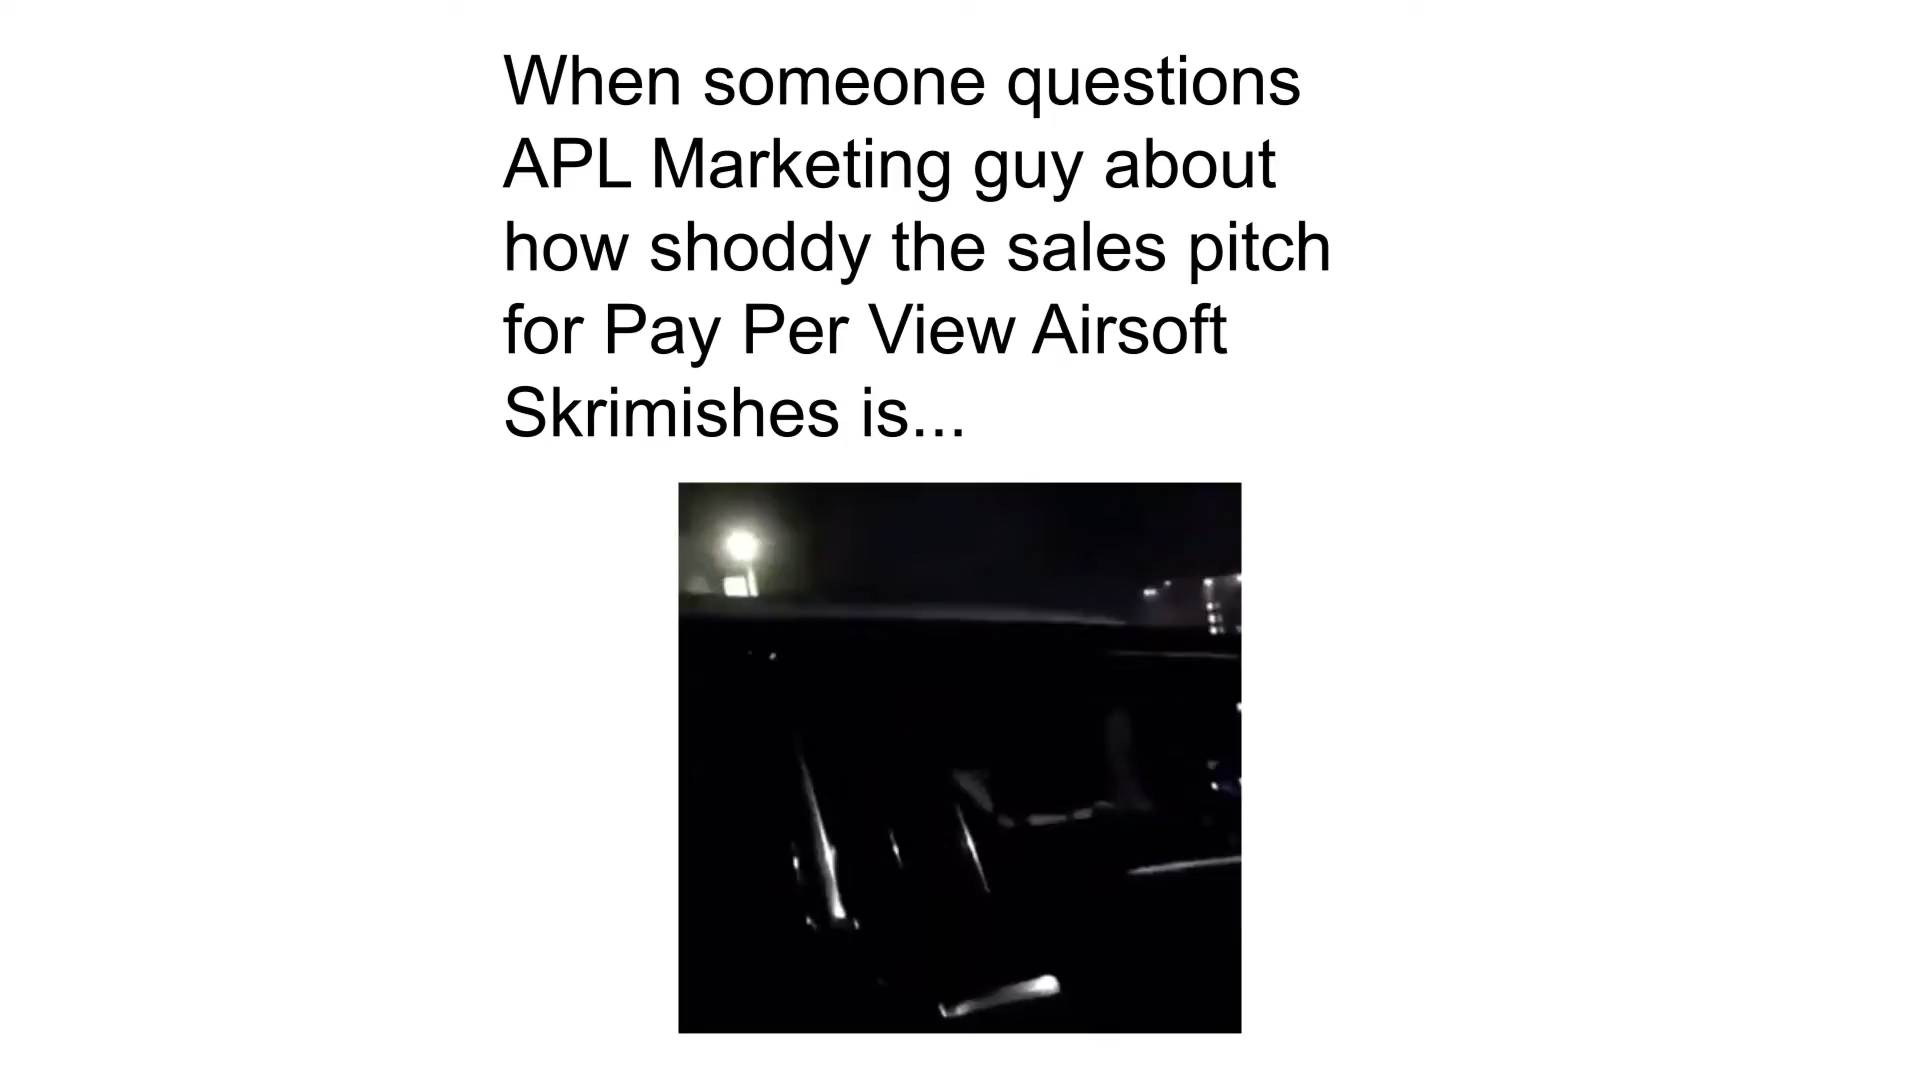 When someone questions
APL Marketing guy about
how shoddy the sales pitch
for Pay Per View Airsoft
Skrimishes is...